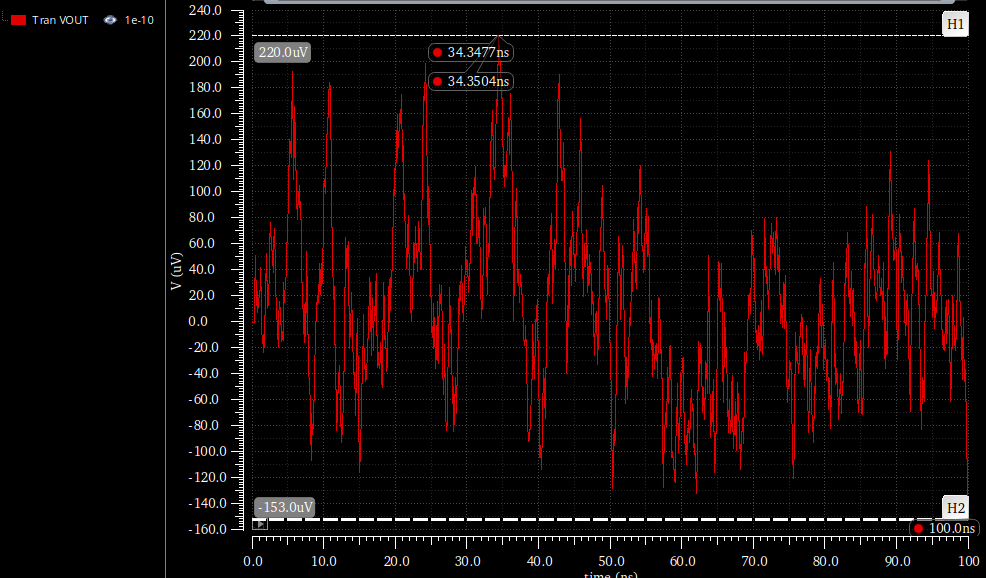 Tran VOUT 1e-10
240.0
H1
220.0
220.0uV
34.3477ns
200.0
34.3504ns
180.0
160.0
140.0
120.0
100.0
80.0
60.0
V (uV)
40.0
20.0
0.0
-20.0
-40.0
-60.0
-80.0
-100.0
-120.0
-140.0
-153.0uV
H2
-160.0
100.0ns
0.0 10.0 20.0 30.0 40.0 50.0 60.0 70.0 80.0 90.0 100
time (ns)